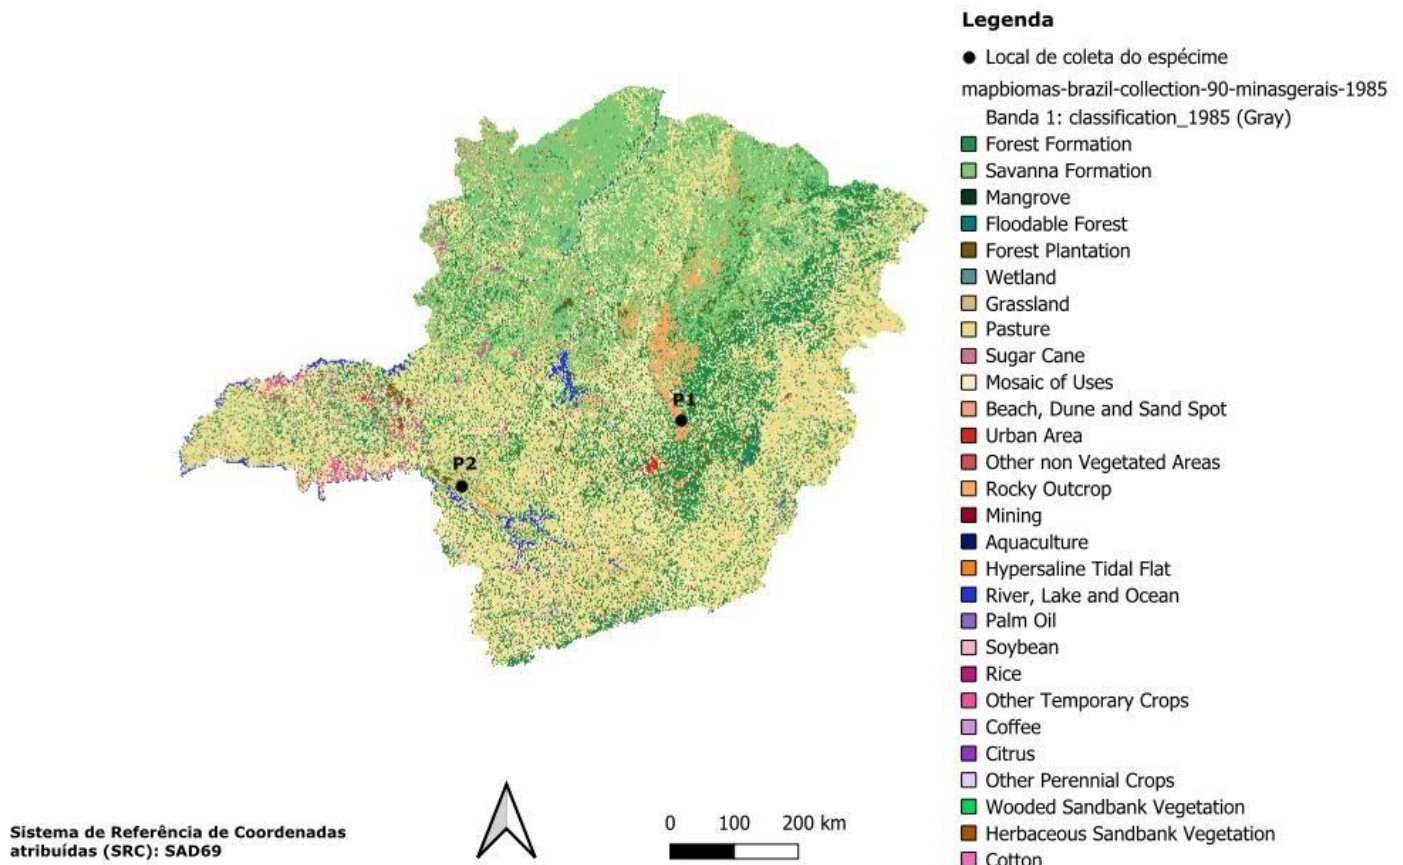 Legenda
Local de coleta do espécime
mapbiomas-brazil-collection-90-minasgerais-1985
Banda 1: classification_1985 (Gray)
Forest Formation
Savanna Formation
Mangrove
Floodable Forest
Forest Plantation
Wetland
Grassland
Pasture
Sugar Cane
Mosaic of Uses
Beach, Dune and Sand Spot
Urban Area
Other non Vegetated Areas
Rocky Outcrop
Mining
Aquaculture
Hypersaline Tidal Flat
River, Lake and Ocean
Palm Oil
Soybean
Rice
Other Temporary Crops
Coffee
Citrus
Other Perennial Crops
Wooded Sandbank Vegetation
Herbaceous Sandbank Vegetation
Cotton
P1
P2
0 100 200 km
Sistema de Referência de Coordenadas
atribuídas (SRC): SAD69